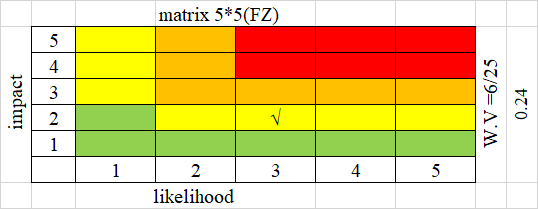 matrix 5*5(FZ)
impact
5
4
3
2 √
1
1 2 3 4 5
likelihood
W.V =6/25
0.24